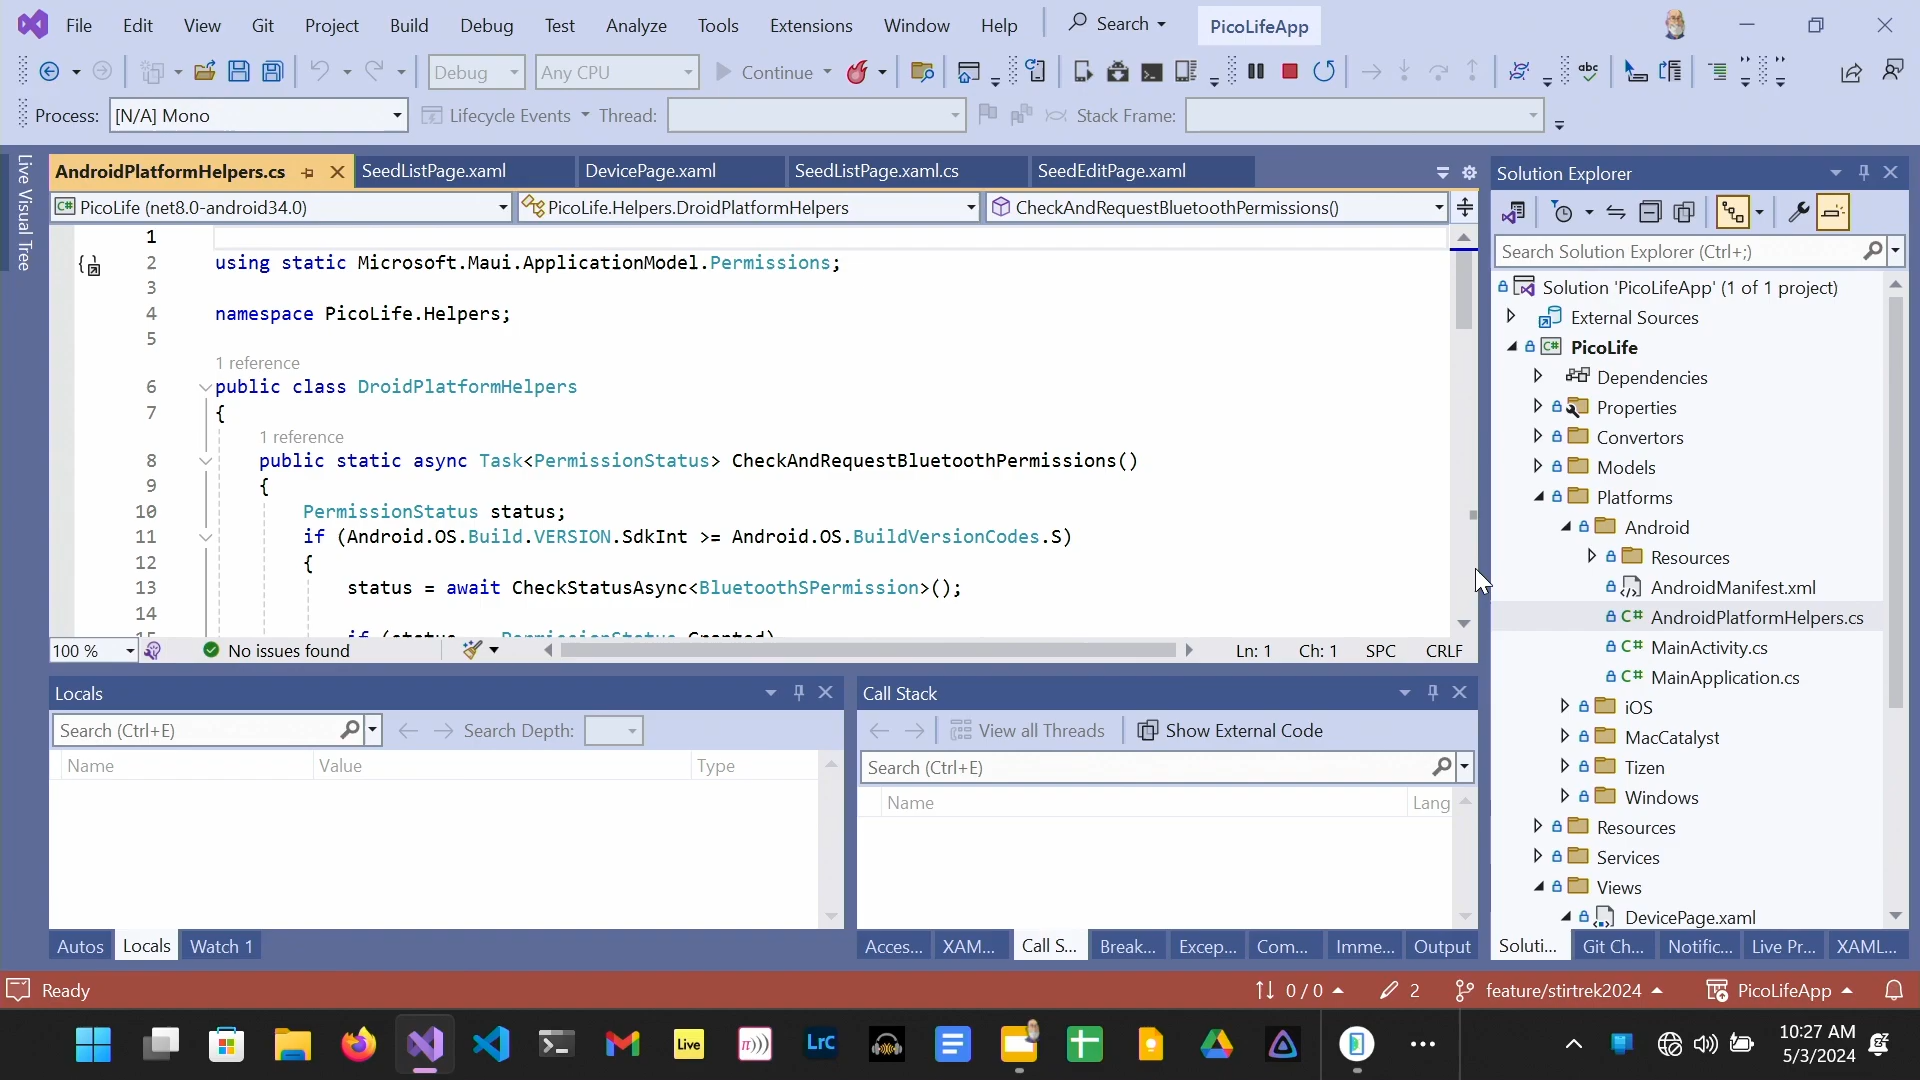 File Edit View Git Project Build Debug Test Analyze Tools Extensions Window Help Search PicoLifeApp
Debug Any CPU Continue
Process: [N/A] Mono Lifecycle Events Thread: Stack Frame:
Live Visual Tree
AndroidPlatformHelpers.cs SeedListPage.xaml DevicePage.xaml SeedListPage.xaml.cs SeedEditPage.xaml
PicoLife (net8.0-android34.0) PicoLife.Helpers.DroidPlatformHelpers CheckAndRequestBluetoothPermissions()
1
2 using static Microsoft.Maui.ApplicationModel.Permissions;
3
4 namespace PicoLife.Helpers;
5
1 reference
6 public class DroidPlatformHelpers
7 {
1 reference
8 public static async Task<PermissionStatus> CheckAndRequestBluetoothPermissions()
9 {
10 PermissionStatus status;
11 if (Android.OS.Build.VERSION.SdkInt >= Android.OS.BuildVersionCodes.S)
12 {
13 status = await CheckStatusAsync<BluetoothSPermission>();
14
100 % No issues found Ln: 1 Ch: 1 SPC CRLF
Locals
Search (Ctrl+E) Search Depth:
Name Value Type
Autos Locals Watch 1
Call Stack
View all Threads Show External Code
Search (Ctrl+E)
Name Lang
Acces... XAM... Call S... Break... Excep... Com... Imme... Output
Solution Explorer
Search Solution Explorer (Ctrl+;)
Solution 'PicoLifeApp' (1 of 1 project)
External Sources
C# PicoLife
Dependencies
Properties
Convertors
Models
Platforms
Android
Resources
AndroidManifest.xml
C# AndroidPlatformHelpers.cs
C# MainActivity.cs
C# MainApplication.cs
iOS
MacCatalyst
Tizen
Windows
Resources
Services
Views
DevicePage.xaml
Soluti... Git Ch... Notific... Live Pr... XAML...
Ready 0 / 0 2 feature/stirtrek2024 PicoLifeApp
Live LrC
10:27 AM
5/3/2024